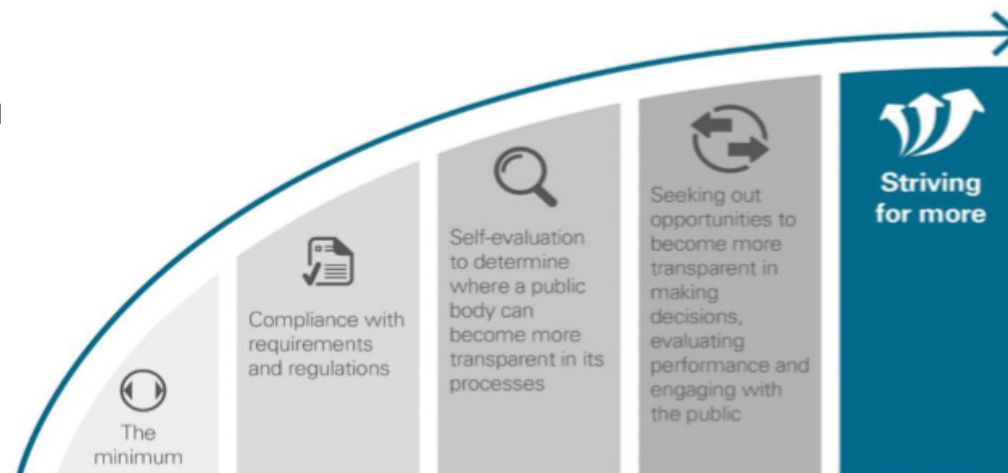 The
minimum
Compliance with
requirements
and regulations
Self-evaluation
to determine
where a public
body can
become more
transparent in its
processes
Seeking out
opportunities to
become more
transparent in
making
decisions,
evaluating
performance and
engaging with
the public
Striving
for more